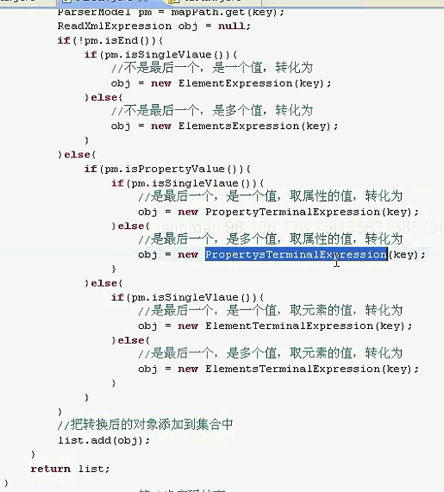 ParserModel pm = mapPath.get(key);
ReadXmlExpression obj = null;
if(!pm.isEnd()){
if(pm.isSingleVlaue()){
//不是最后一个，是一个值，转化为
obj = new ElementExpression(key);
}else{
//不是最后一个，是多个值，转化为
obj = new ElementsExpression(key);
}
}else{
if(pm.isPropertyValue()){
if(pm.isSingleVlaue()){
//是最后一个，是一个值，取属性的值，转化为
obj = new PropertyTerminalExpression(key);
}else{
//是最后一个，是多个值，取属性的值，转化为
obj = new PropertysTerminalExpression(key);
}
}else{
if(pm.isSingleVlaue()){
//是最后一个，是一个值，取元素的值，转化为
obj = new ElementTerminalExpression(key);
}else{
//是最后一个，是多个值，取元素的值，转化为
obj = new ElementsTerminalExpression(key);
}
}
}
//把转换后的对象添加到集合中
list.add(obj);
}
return list;
}